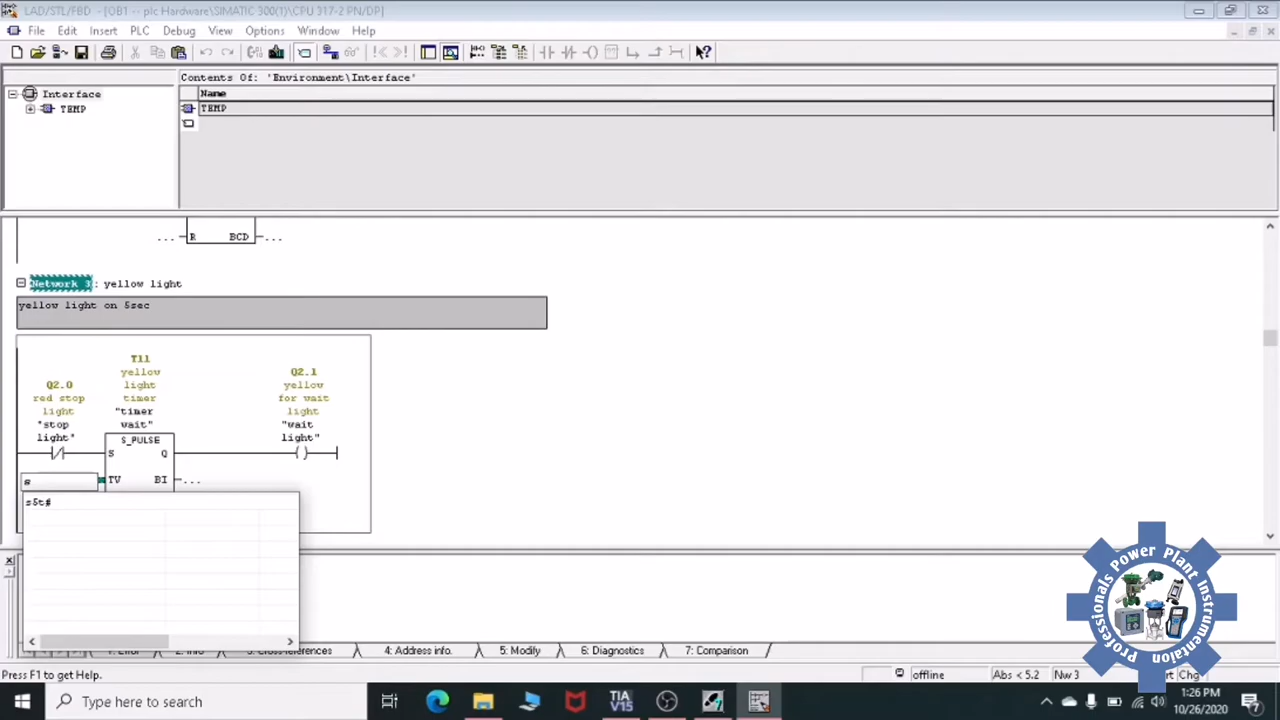 LAD/STL/FBD - [OB1 -- plc Hardware\SIMATIC 300(1)\CPU 317-2 PN/DP]
File Edit Insert PLC Debug View Options Window Help
Contents Of: 'Environment\Interface'
Interface
TEMP
Name
TEMP
... R BCD ...
Network 3: yellow light
yellow light on 5sec
T11
yellow
light
timer
"timer
wait"
Q2.0
red stop
light
"stop
light"
Q2.1
yellow
for wait
light
"wait
light"
S_PULSE
S Q
s TV BI ...
s5t#
1: Error 2: Info 3: Cross-references 4: Address info. 5: Modify 6: Diagnostics 7: Comparison
Press F1 to get Help.
offline Abs < 5.2 Nw 3 Chg
Type here to search
TIA
V15
1:26 PM
10/26/2020
7
Professionals Power Plant Instrumentaion